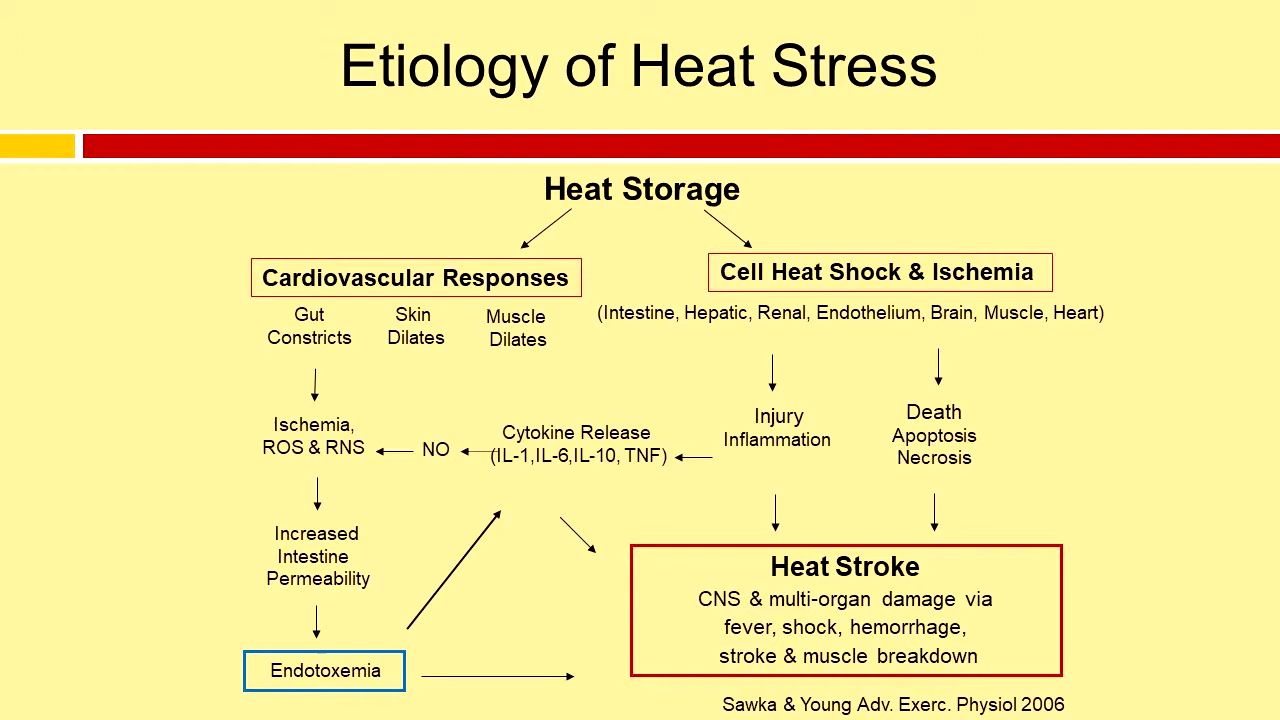 Etiology of Heat Stress
Heat Storage
Cardiovascular Responses
Cell Heat Shock & Ischemia
Gut
Constricts
Skin
Dilates
Muscle
Dilates
(Intestine, Hepatic, Renal, Endothelium, Brain, Muscle, Heart)
Ischemia,
ROS & RNS
NO
Cytokine Release
(IL-1,IL-6,IL-10, TNF)
Injury
Inflammation
Death
Apoptosis
Necrosis
Increased
Intestine
Permeability
Endotoxemia
Heat Stroke
CNS & multi-organ damage via
fever, shock, hemorrhage,
stroke & muscle breakdown
Sawka & Young Adv. Exerc. Physiol 2006